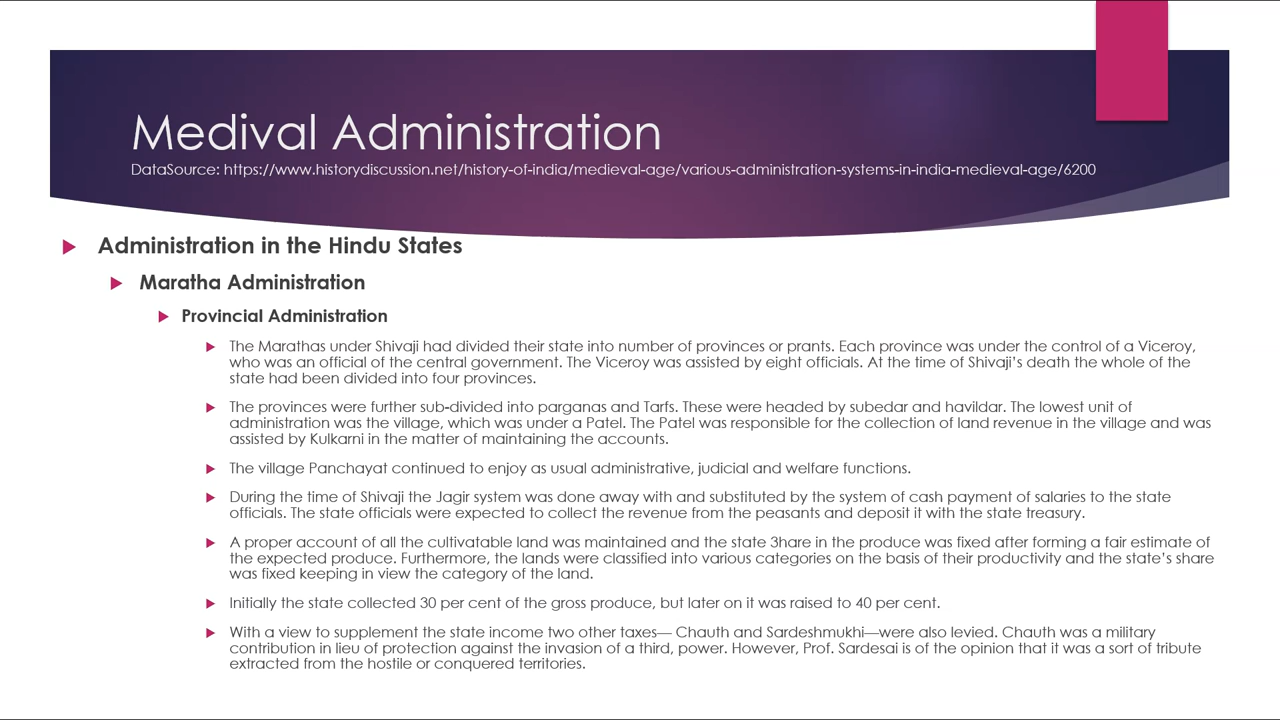 Medival Administration
DataSource: https://www.historydiscussion.net/history-of-india/medieval-age/various-administration-systems-in-india-medieval-age/6200
Administration in the Hindu States
Maratha Administration
Provincial Administration
The Marathas under Shivaji had divided their state into number of provinces or prants. Each province was under the control of a Viceroy,
who was an official of the central government. The Viceroy was assisted by eight officials. At the time of Shivaji's death the whole of the
state had been divided into four provinces.
The provinces were further sub-divided into parganas and Tarfs. These were headed by subedar and havildar. The lowest unit of
administration was the village, which was under a Patel. The Patel was responsible for the collection of land revenue in the village and was
assisted by Kulkarni in the matter of maintaining the accounts.
The village Panchayat continued to enjoy as usual administrative, judicial and welfare functions.
During the time of Shivaji the Jagir system was done away with and substituted by the system of cash payment of salaries to the state
officials. The state officials were expected to collect the revenue from the peasants and deposit it with the state treasury.
A proper account of all the cultivatable land was maintained and the state 3hare in the produce was fixed after forming a fair estimate of
the expected produce. Furthermore, the lands were classified into various categories on the basis of their productivity and the state's share
was fixed keeping in view the category of the land.
Initially the state collected 30 per cent of the gross produce, but later on it was raised to 40 per cent.
With a view to supplement the state income two other taxes— Chauth and Sardeshmukhi—were also levied. Chauth was a military
contribution in lieu of protection against the invasion of a third, power. However, Prof. Sardesai is of the opinion that it was a sort of tribute
extracted from the hostile or conquered territories.